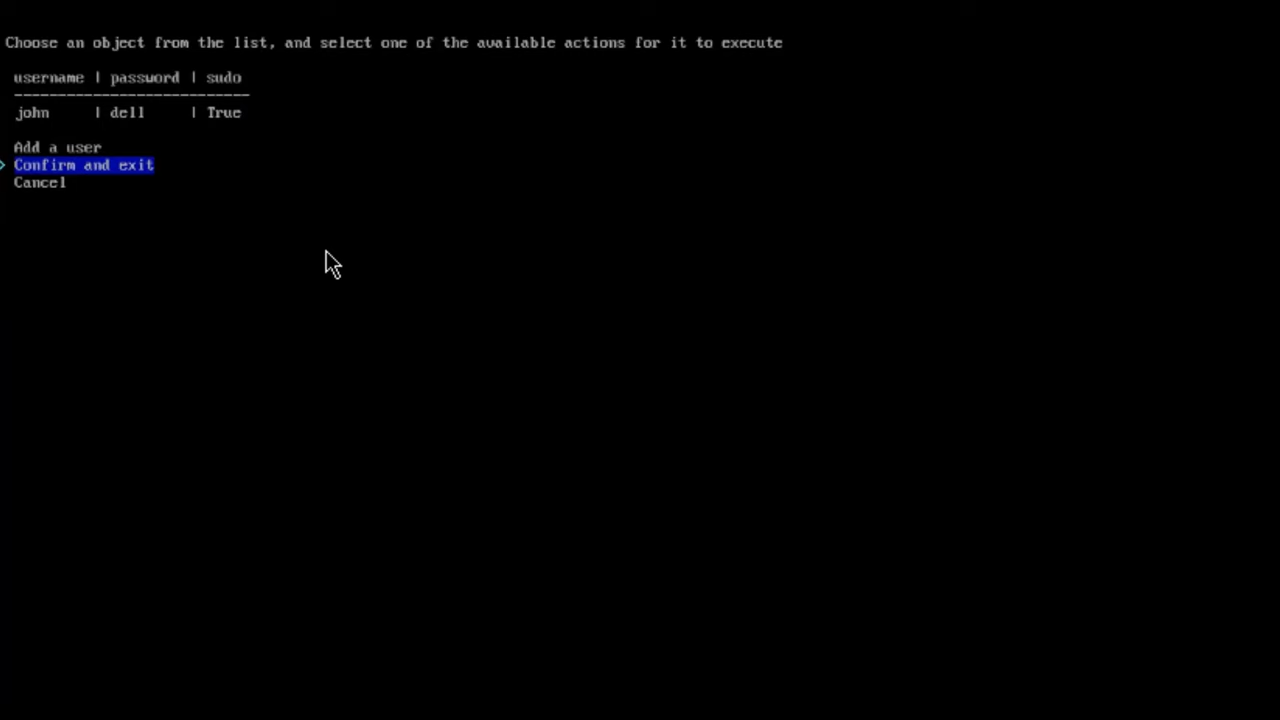 Choose an object from the list, and select one of the available actions for it to execute
username | password | sudo
---------------------------
john | dell | True
Add a user
> Confirm and exit
Cancel